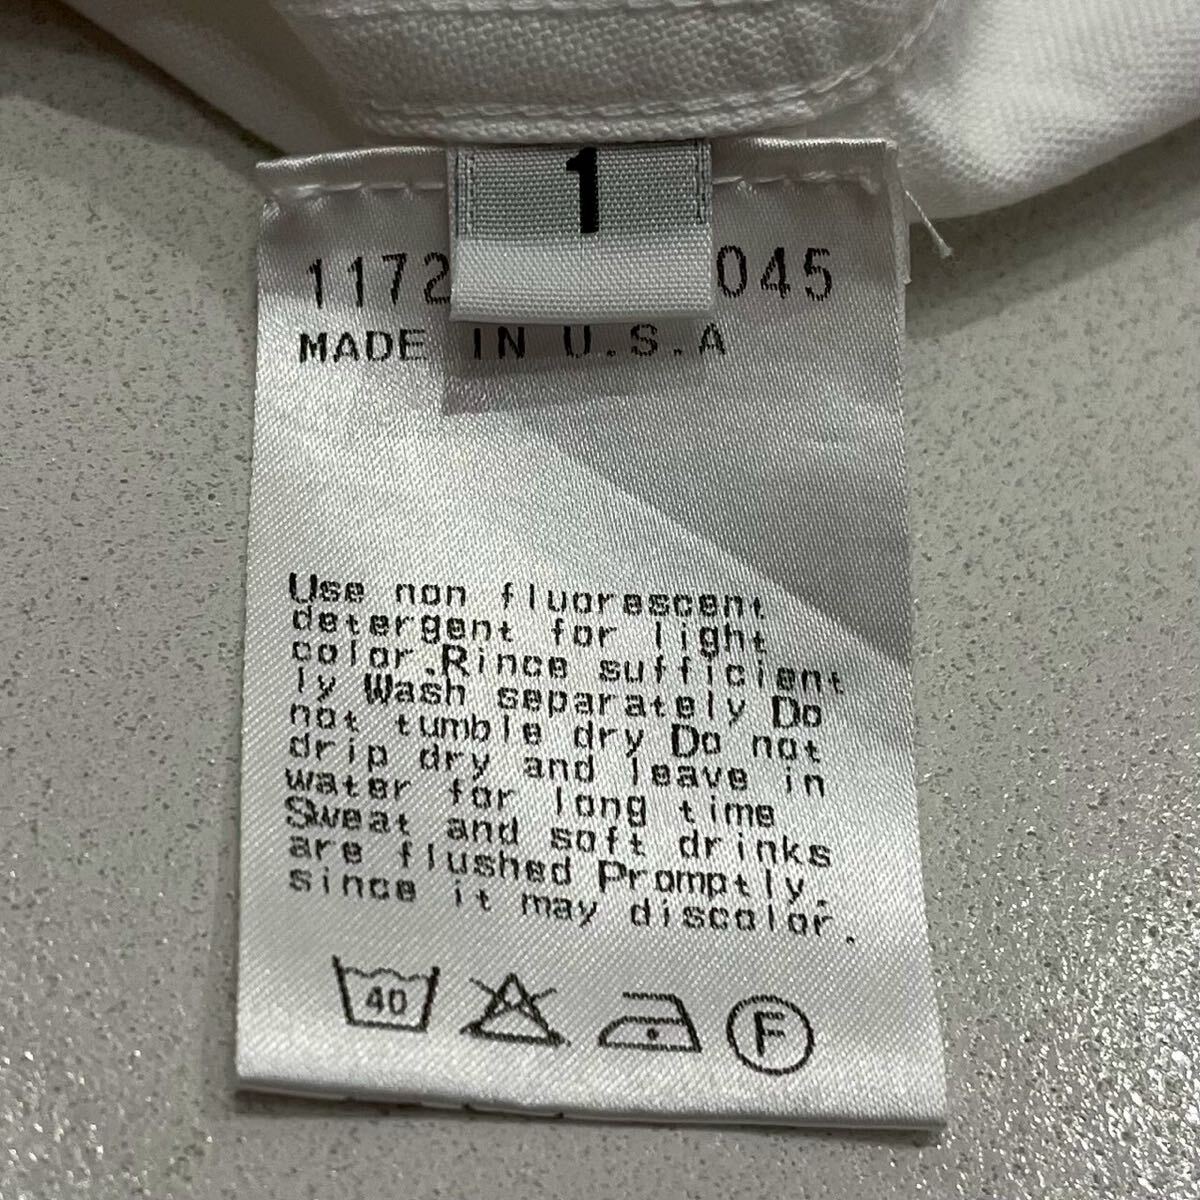 1
1172 045
MADE IN U.S.A
Use non fluorescent
detergent for light
color.Rince sufficient
ly Wash separately Do
not tumble dry Do not
drip dry and leave in
water for long time
Sweat and soft drinks
are flushed Promptly.
since it may discolor.
40
F